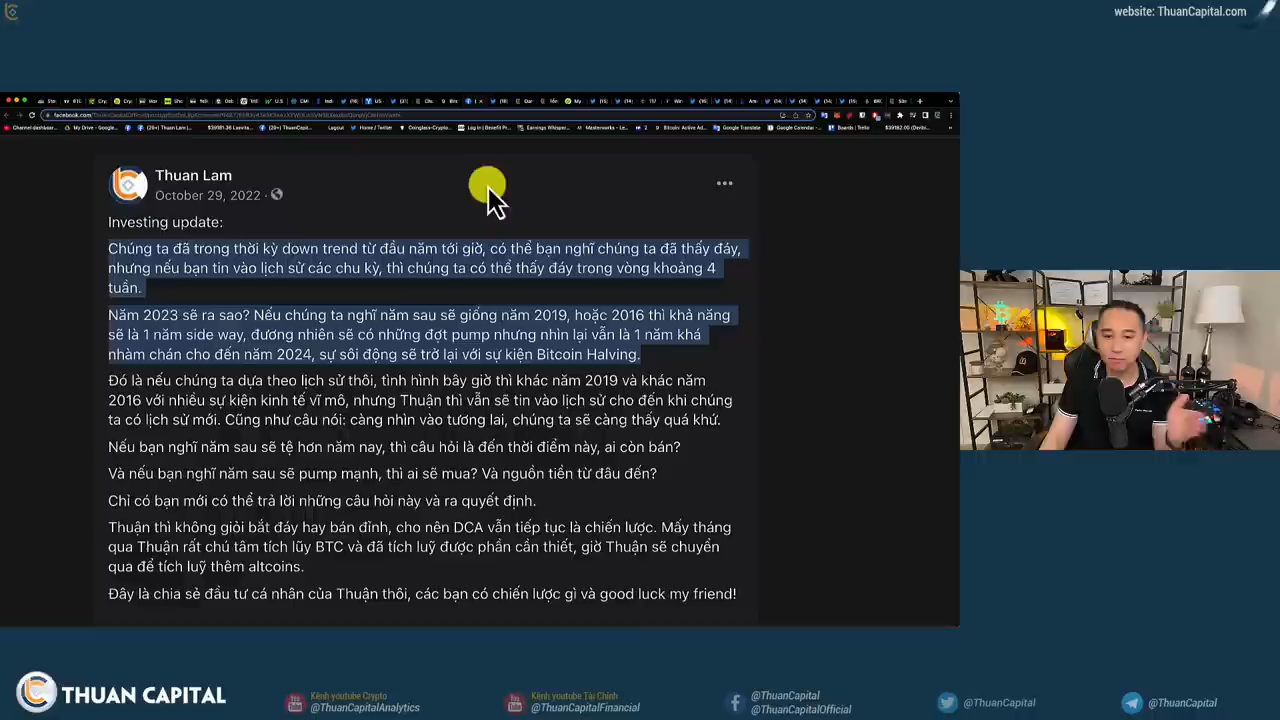 website: ThuanCapital.com
Thuan Lam
October 29, 2022
Investing update:
Chúng ta đã trong thời kỳ down trend từ đầu năm tới giờ, có thể bạn nghĩ chúng ta đã thấy đáy,
nhưng nếu bạn tin vào lịch sử các chu kỳ, thì chúng ta có thể thấy đáy trong vòng khoảng 4
tuần.
Năm 2023 sẽ ra sao? Nếu chúng ta nghĩ năm sau sẽ giống năm 2019, hoặc 2016 thì khả năng
sẽ là 1 năm side way, đương nhiên sẽ có những đợt pump nhưng nhìn lại vẫn là 1 năm khá
nhàm chán cho đến năm 2024, sự sôi động sẽ trở lại với sự kiện Bitcoin Halving.
Đó là nếu chúng ta dựa theo lịch sử thôi, tình hình bây giờ thì khác năm 2019 và khác năm
2016 với nhiều sự kiện kinh tế vĩ mô, nhưng Thuận thì vẫn sẽ tin vào lịch sử cho đến khi chúng
ta có lịch sử mới. Cũng như câu nói: càng nhìn vào tương lai, chúng ta sẽ càng thấy quá khứ.
Nếu bạn nghĩ năm sau sẽ tệ hơn năm nay, thì câu hỏi là đến thời điểm này, ai còn bán?
Và nếu bạn nghĩ năm sau sẽ pump mạnh, thì ai sẽ mua? Và nguồn tiền từ đâu đến?
Chỉ có bạn mới có thể trả lời những câu hỏi này và ra quyết định.
Thuận thì không giỏi bắt đáy hay bán đỉnh, cho nên DCA vẫn tiếp tục là chiến lược. Mấy tháng
qua Thuận rất chú tâm tích lũy BTC và đã tích luỹ được phần cần thiết, giờ Thuận sẽ chuyển
qua để tích luỹ thêm altcoins.
Đây là chia sẻ đầu tư cá nhân của Thuận thôi, các bạn có chiến lược gì và good luck my friend!
THUAN CAPITAL
Kênh youtube Crypto
@ThuanCapitalAnalytics
Kênh youtube Tài Chính
@ThuanCapitalFinancial
@ThuanCapital
@ThuanCapitalOfficial
@ThuanCapital
@ThuanCapital